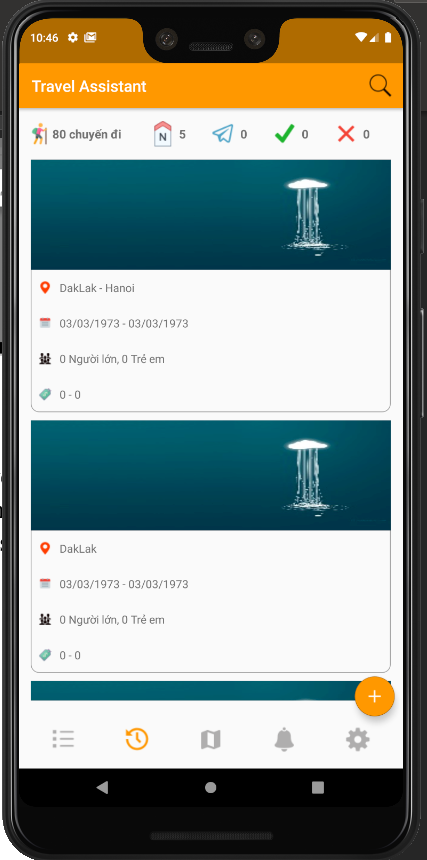 10:46
Travel Assistant
80 chuyến đi N 5 0 0 0
DakLak - Hanoi
03/03/1973 - 03/03/1973
0 Người lớn, 0 Trẻ em
0 - 0
DakLak
03/03/1973 - 03/03/1973
0 Người lớn, 0 Trẻ em
0 - 0